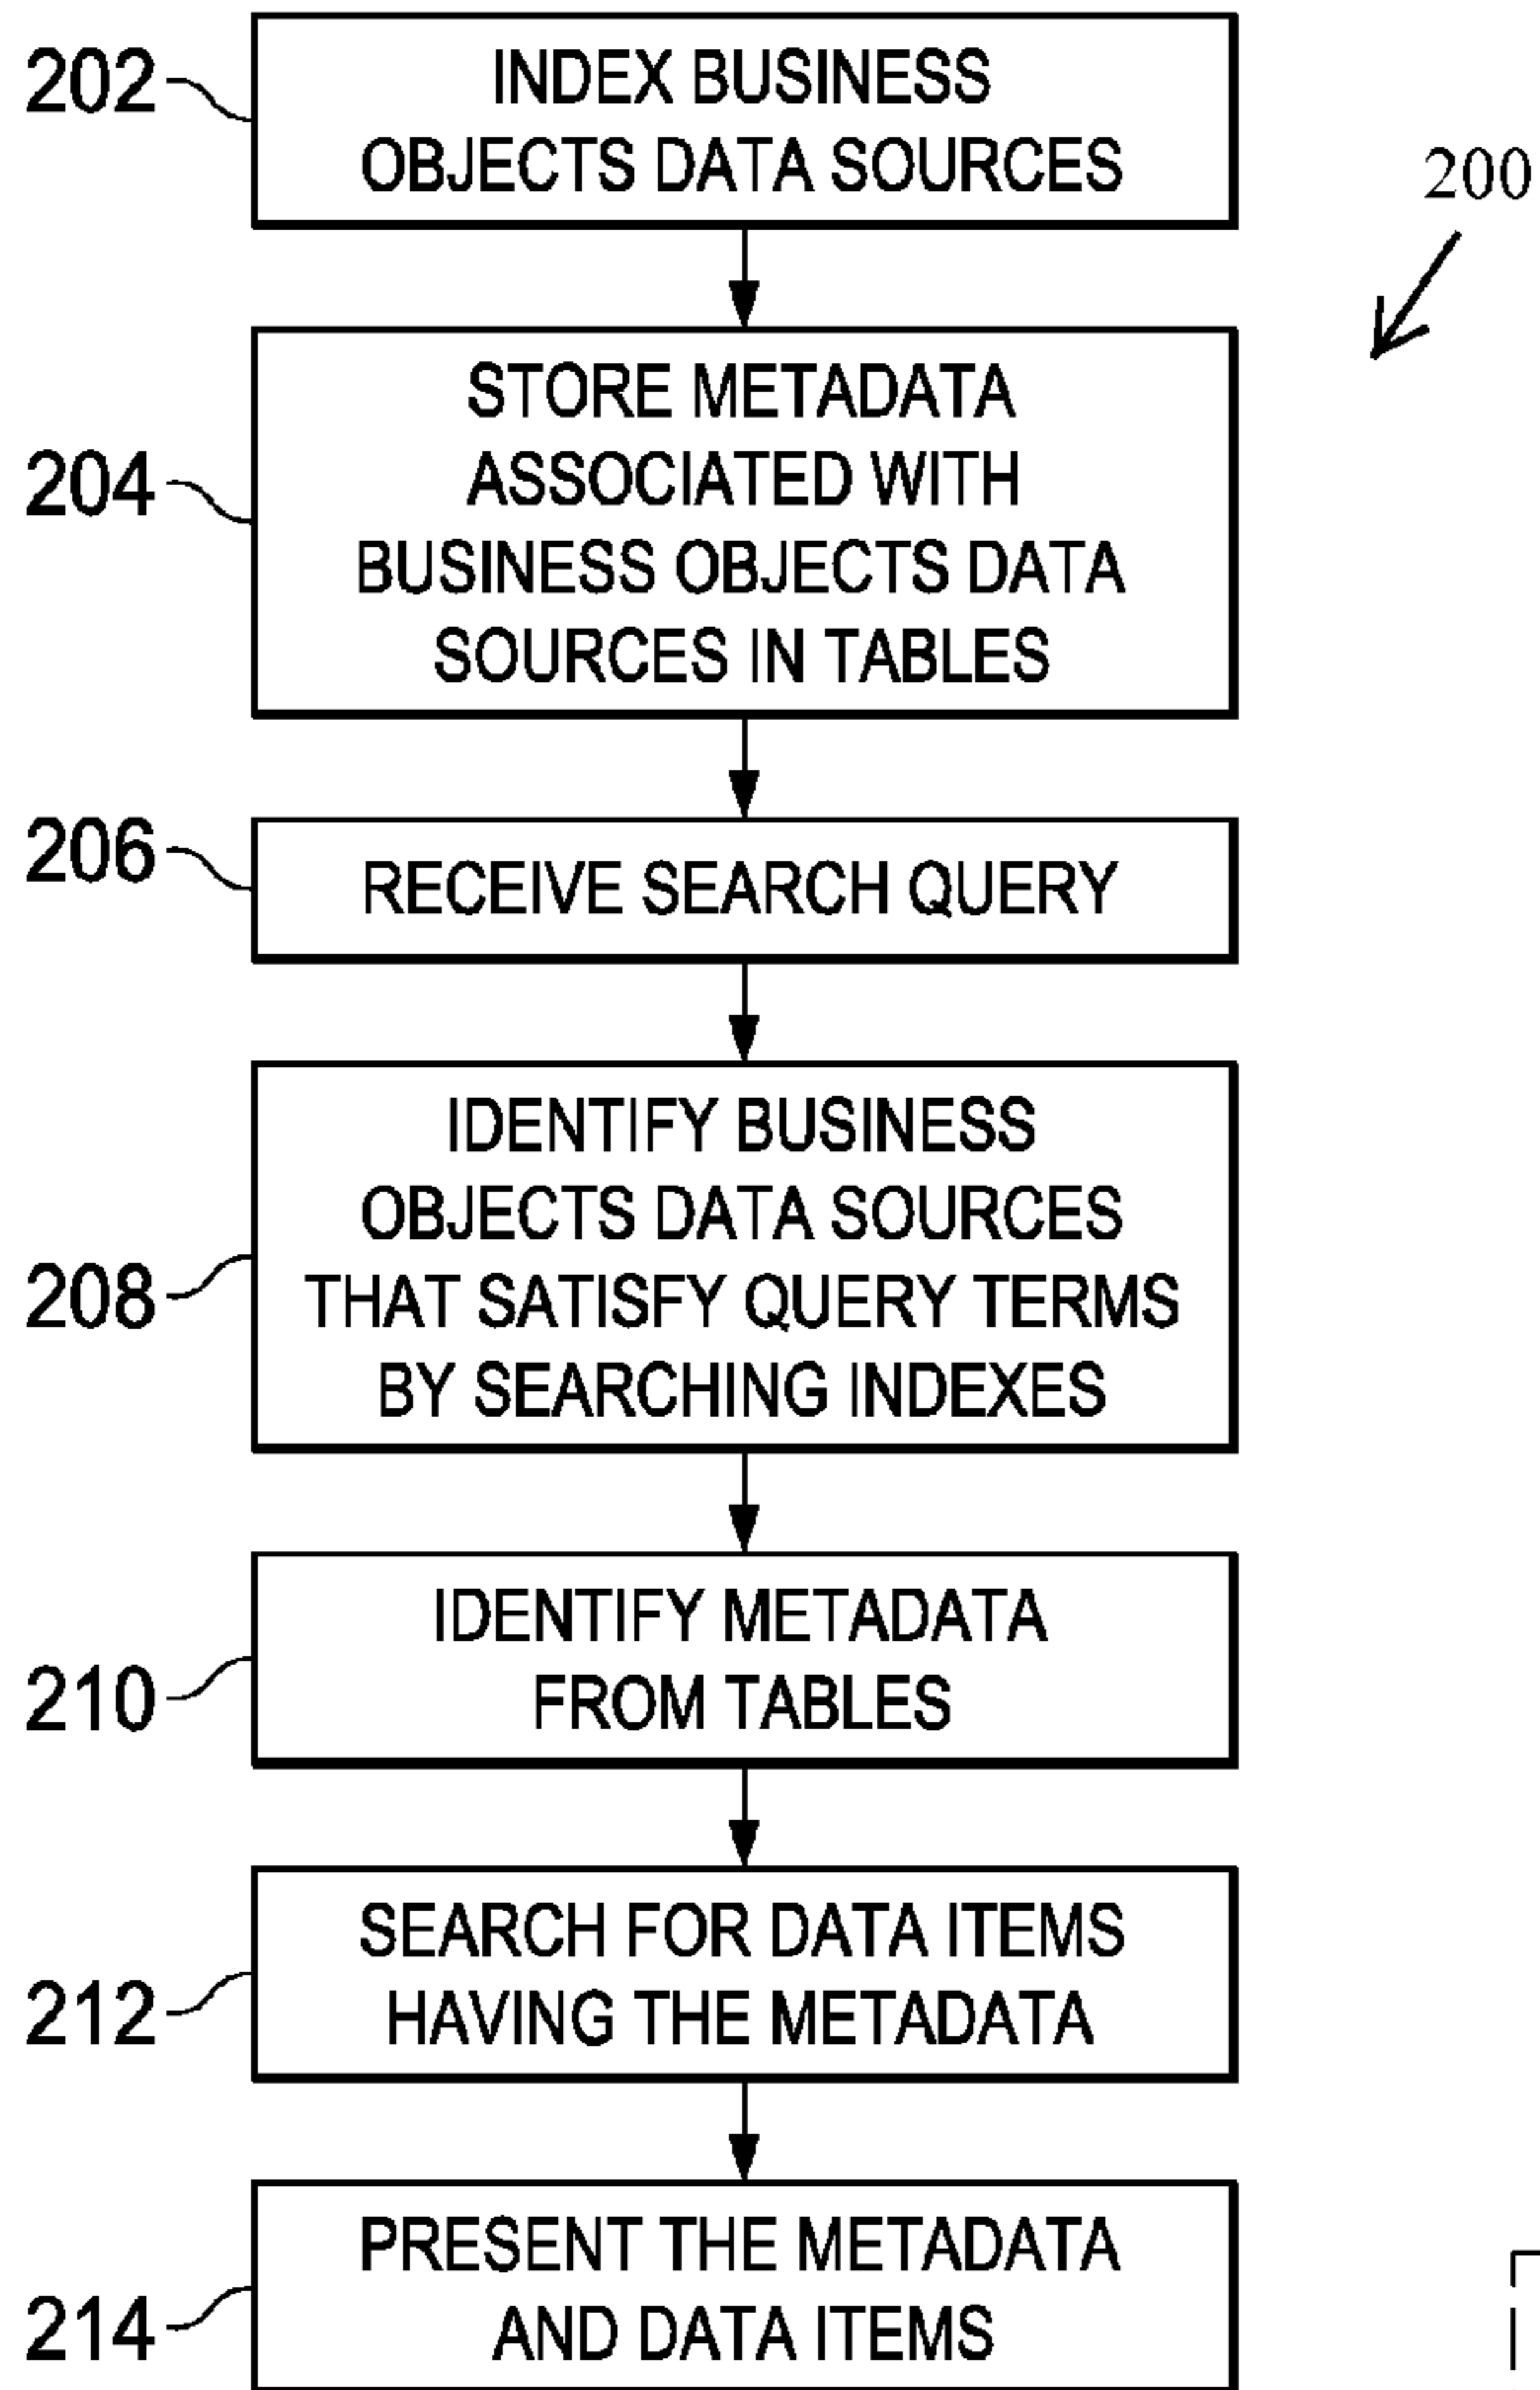 202
INDEX BUSINESS
OBJECTS DATA SOURCES
200
204
STORE METADATA
ASSOCIATED WITH
BUSINESS OBJECTS DATA
SOURCES IN TABLES
206
RECEIVE SEARCH QUERY
208
IDENTIFY BUSINESS
OBJECTS DATA SOURCES
THAT SATISFY QUERY TERMS
BY SEARCHING INDEXES
210
IDENTIFY METADATA
FROM TABLES
212
SEARCH FOR DATA ITEMS
HAVING THE METADATA
214
PRESENT THE METADATA
AND DATA ITEMS